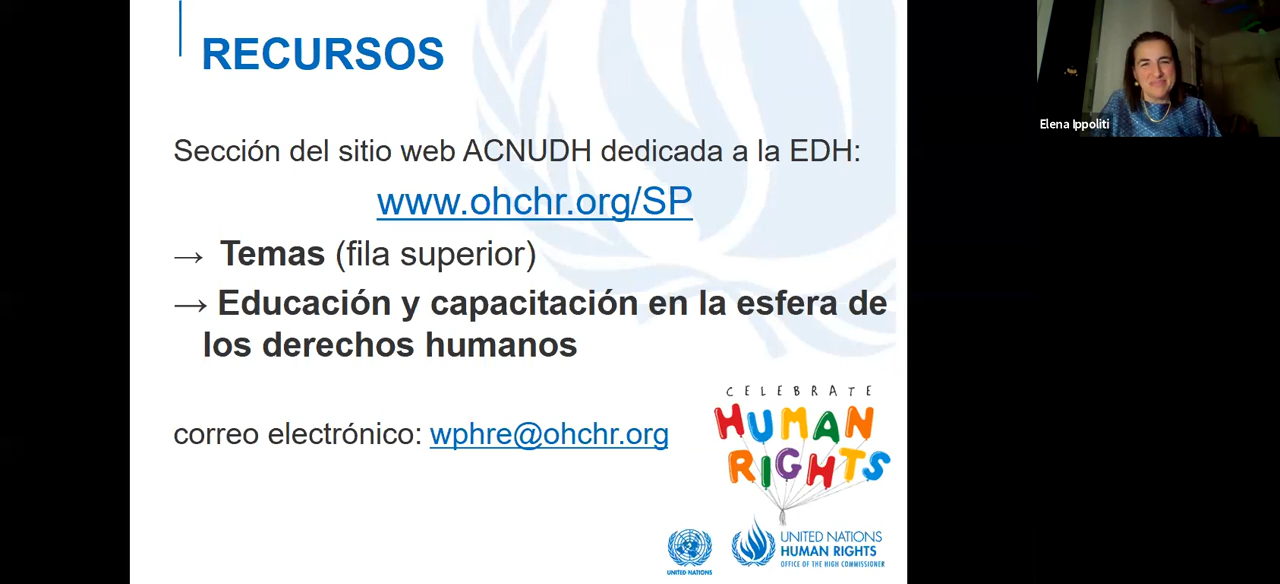 RECURSOS
Sección del sitio web ACNUDH dedicada a la EDH:
www.ohchr.org/SP
→ Temas (fila superior)
→ Educación y capacitación en la esfera de
los derechos humanos
correo electrónico: wphre@ohchr.org
CELEBRATE
HUMAN
RIGHTS
UNITED NATIONS
UNITED NATIONS
HUMAN RIGHTS
OFFICE OF THE HIGH COMMISSIONER
Elena Ippoliti